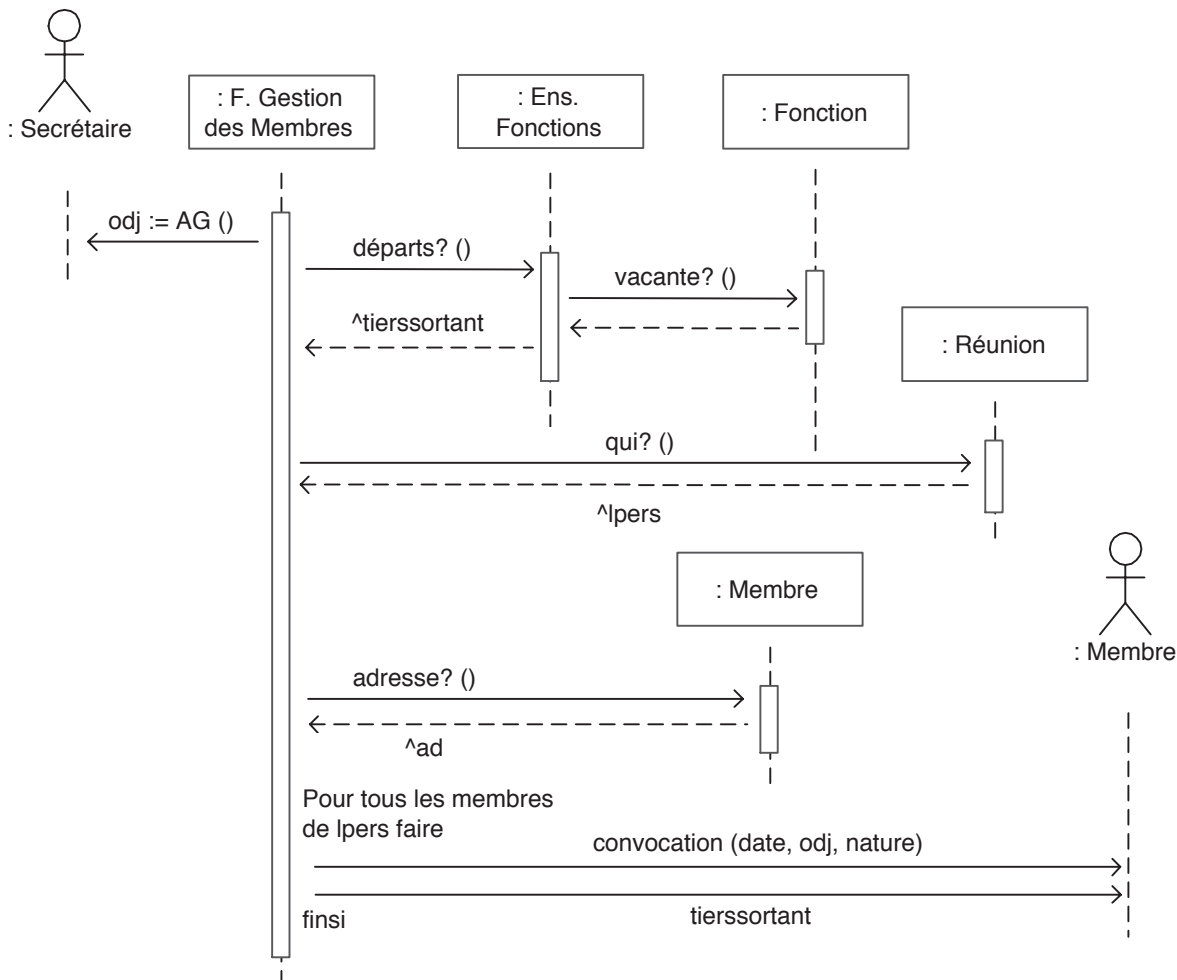 : Secrétaire
: F. Gestion
des Membres
: Ens.
Fonctions
: Fonction
odj := AG ()
départs? ()
vacante? ()
^tierssortant
: Réunion
qui? ()
^lpers
: Membre
: Membre
adresse? ()
^ad
Pour tous les membres
de lpers faire
convocation (date, odj, nature)
finsi
tierssortant